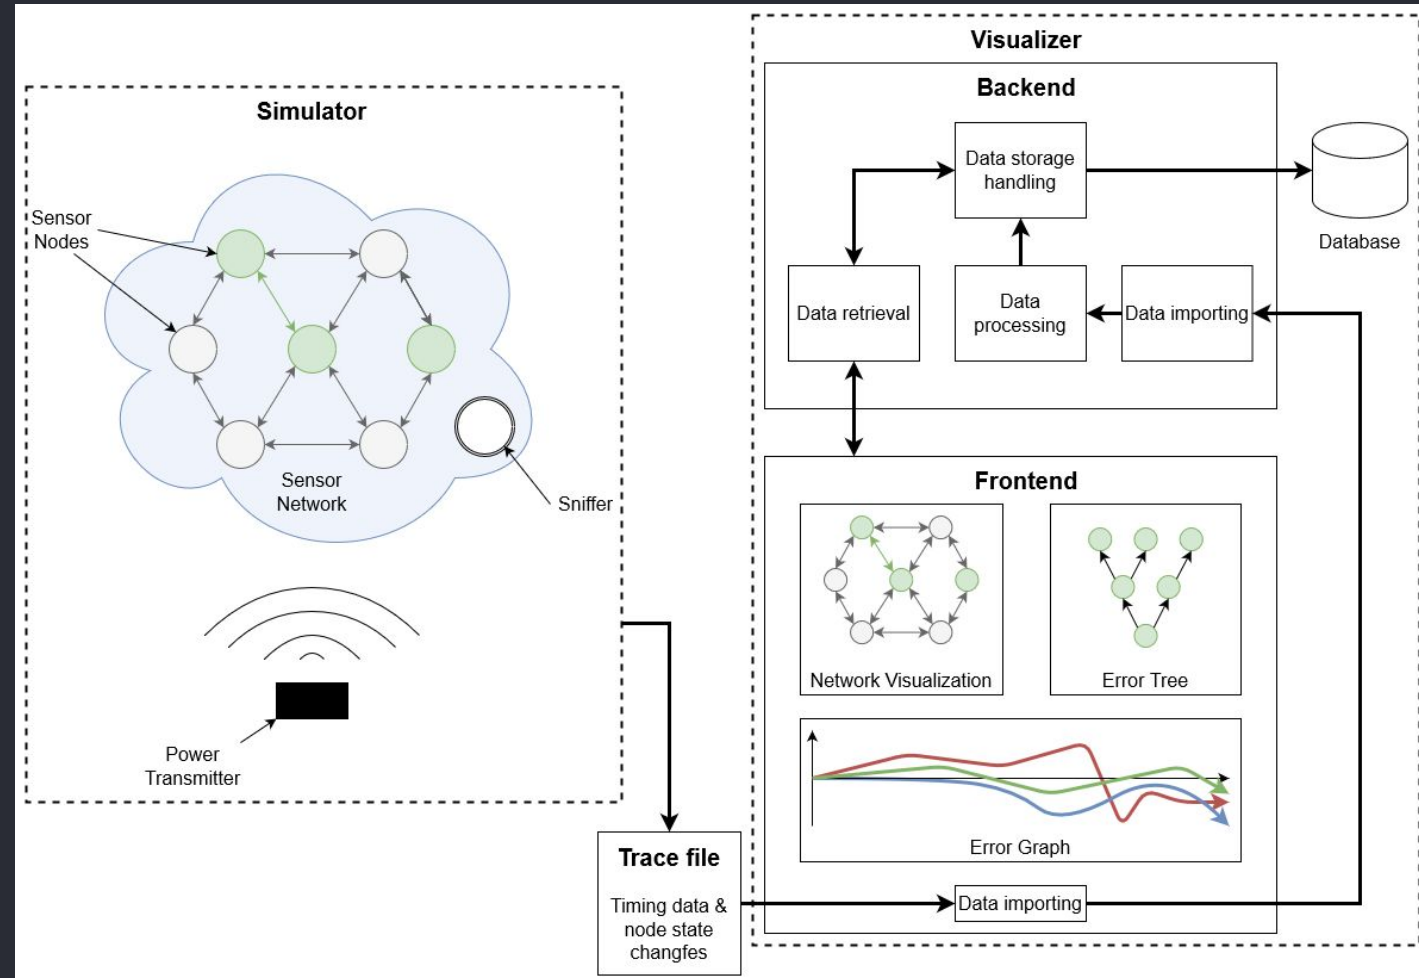 Simulator
Sensor
Nodes
Sensor
Network
Sniffer
Power
Transmitter
Trace file
Timing data &
node state
changfes
Visualizer
Backend
Data storage
handling
Database
Data retrieval
Data
processing
Data importing
Frontend
Network Visualization
Error Tree
Error Graph
Data importing